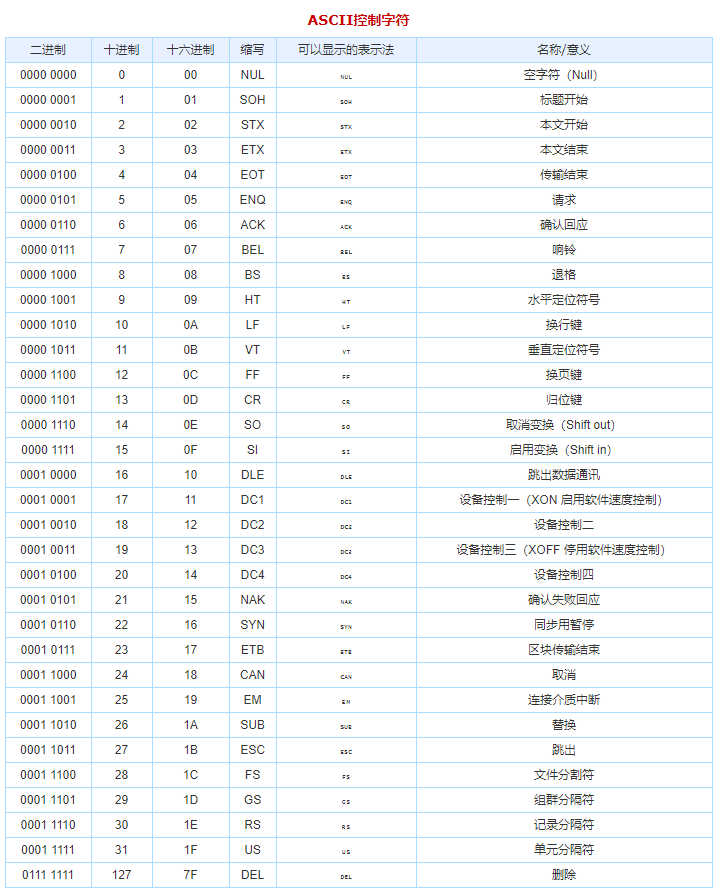 ASCII控制字符
二进制 十进制 十六进制 缩写 可以显示的表示法 名称/意义
0000 0000 0 00 NUL NUL 空字符（Null）
0000 0001 1 01 SOH SOH 标题开始
0000 0010 2 02 STX STX 本文开始
0000 0011 3 03 ETX ETX 本文结束
0000 0100 4 04 EOT EOT 传输结束
0000 0101 5 05 ENQ ENQ 请求
0000 0110 6 06 ACK ACK 确认回应
0000 0111 7 07 BEL BEL 响铃
0000 1000 8 08 BS BS 退格
0000 1001 9 09 HT HT 水平定位符号
0000 1010 10 0A LF LF 换行键
0000 1011 11 0B VT VT 垂直定位符号
0000 1100 12 0C FF FF 换页键
0000 1101 13 0D CR CR 归位键
0000 1110 14 0E SO SO 取消变换（Shift out）
0000 1111 15 0F SI SI 启用变换（Shift in）
0001 0000 16 10 DLE DLE 跳出数据通讯
0001 0001 17 11 DC1 DC1 设备控制一（XON 启用软件速度控制）
0001 0010 18 12 DC2 DC2 设备控制二
0001 0011 19 13 DC3 设备控制三（XOFF 停用软件速度控制）
0001 0100 20 14 DC4 DC4 设备控制四
0001 0101 21 15 NAK NAK 确认失败回应
0001 0110 22 16 SYN SYN 同步用暂停
0001 0111 23 17 ETB ETB 区块传输结束
0001 1000 24 18 CAN CAN 取消
0001 1001 25 19 EM EM 连接介质中断
0001 1010 26 1A SUB SUB 替换
0001 1011 27 1B ESC ESC 跳出
0001 1100 28 1C FS FS 文件分割符
0001 1101 29 1D GS GS 组群分隔符
0001 1110 30 1E RS RS 记录分隔符
0001 1111 31 1F US US 单元分隔符
0111 1111 127 7F DEL DEL 删除